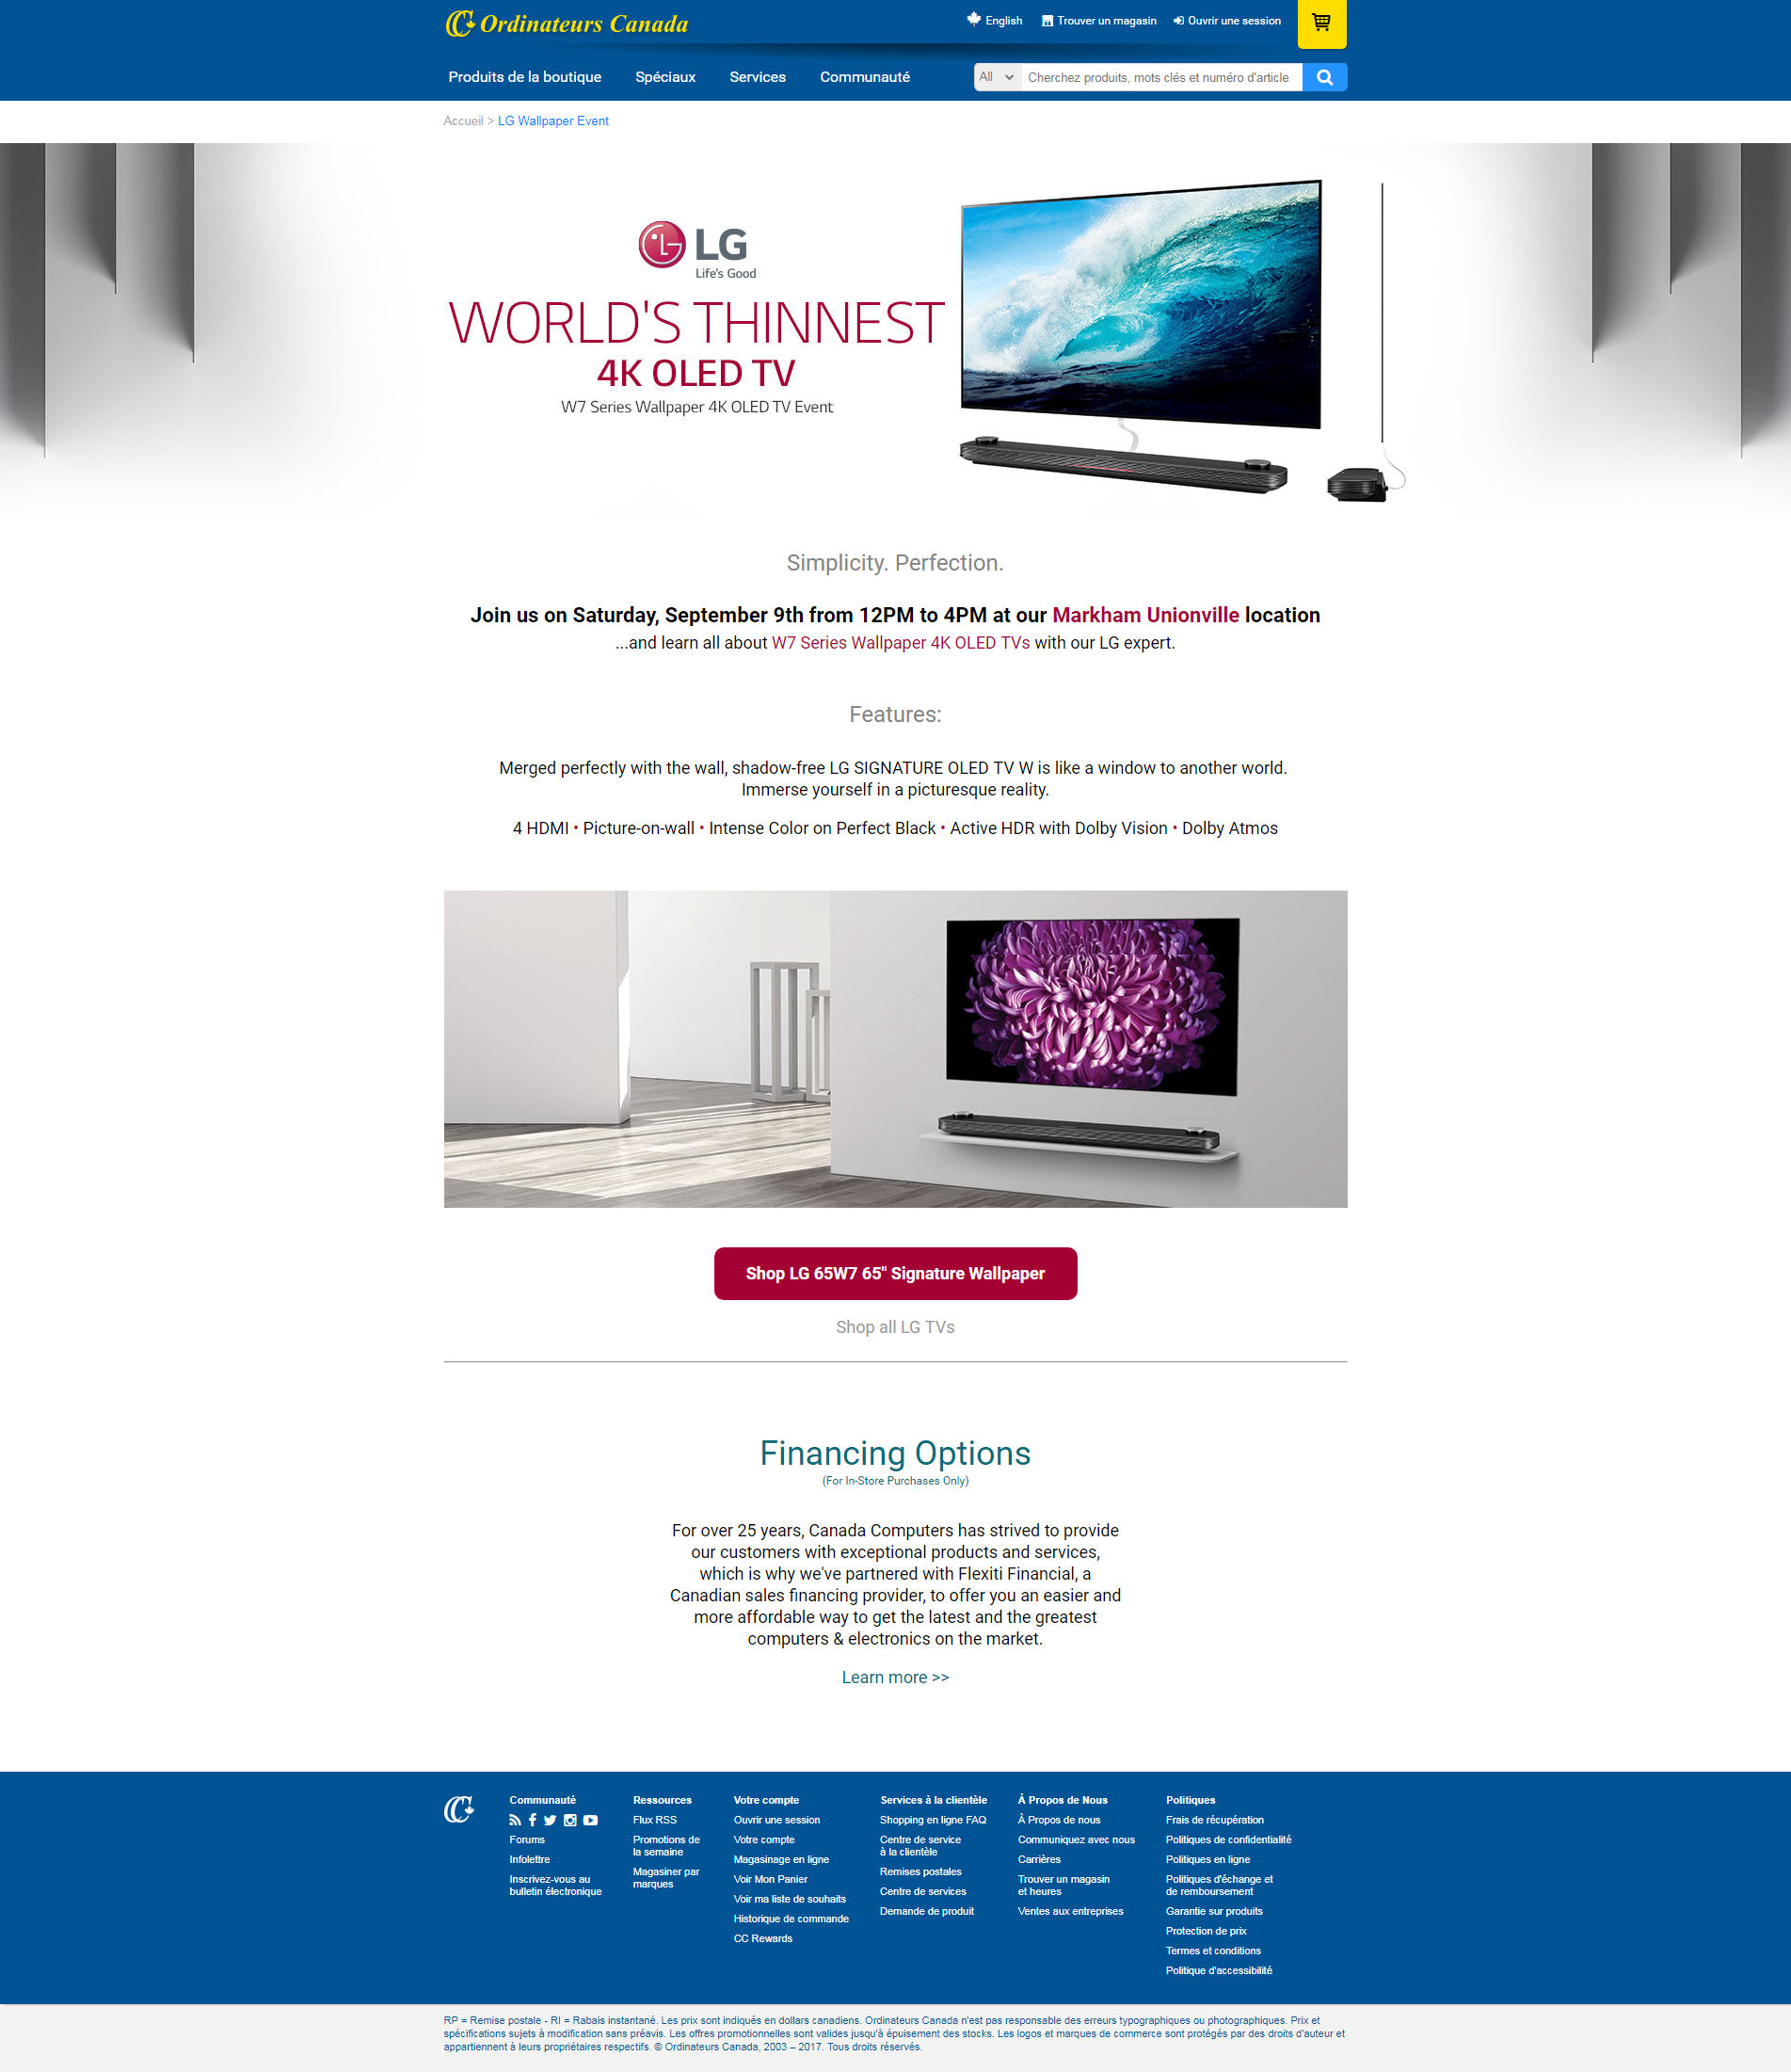 Ordinateurs Canada
English
Trouver un magasin
Ouvrir une session
Produits de la boutique
Spéciaux
Services
Communauté
All
Cherchez produits, mots clés et numéro d'article
Accueil > LG Wallpaper Event
LG
Life's Good
WORLD'S THINNEST
4K OLED TV
W7 Series Wallpaper 4K OLED TV Event
Simplicity. Perfection.
Join us on Saturday, September 9th from 12PM to 4PM at our Markham Unionville location
...and learn all about W7 Series Wallpaper 4K OLED TVs with our LG expert.
Features:
Merged perfectly with the wall, shadow-free LG SIGNATURE OLED TV W is like a window to another world.
Immerse yourself in a picturesque reality.
4 HDMI • Picture-on-wall • Intense Color on Perfect Black • Active HDR with Dolby Vision • Dolby Atmos
Shop LG 65W7 65" Signature Wallpaper
Shop all LG TVs
Financing Options
(For In-Store Purchases Only)
For over 25 years, Canada Computers has strived to provide
our customers with exceptional products and services,
which is why we've partnered with Flexiti Financial, a
Canadian sales financing provider, to offer you an easier and
more affordable way to get the latest and the greatest
computers & electronics on the market.
Learn more >>
Communauté
Forums
Infolettre
Inscrivez-vous au
bulletin électronique
Ressources
Flux RSS
Promotions de
la semaine
Magasiner par
marques
Votre compte
Ouvrir une session
Votre compte
Magasinage en ligne
Voir Mon Panier
Voir ma liste de souhaits
Historique de commande
CC Rewards
Services à la clientèle
Shopping en ligne FAQ
Centre de service
à la clientèle
Remises postales
Centre de services
Demande de produit
À Propos de Nous
À Propos de nous
Communiquez avec nous
Carrières
Trouver un magasin
et heures
Ventes aux entreprises
Politiques
Frais de récupération
Politiques de confidentialité
Politiques en ligne
Politiques d'échange et
de remboursement
Garantie sur produits
Protection de prix
Termes et conditions
Politique d'accessibilité
RP = Remise postale - RI = Rabais instantané. Les prix sont indiqués en dollars canadiens. Ordinateurs Canada n'est pas responsable des erreurs typographiques ou photographiques. Prix et
spécifications sujets à modification sans préavis. Les offres promotionnelles sont valides jusqu'à épuisement des stocks. Les logos et marques de commerce sont protégés par des droits d'auteur et
appartiennent à leurs propriétaires respectifs. © Ordinateurs Canada, 2003 – 2017. Tous droits réservés.